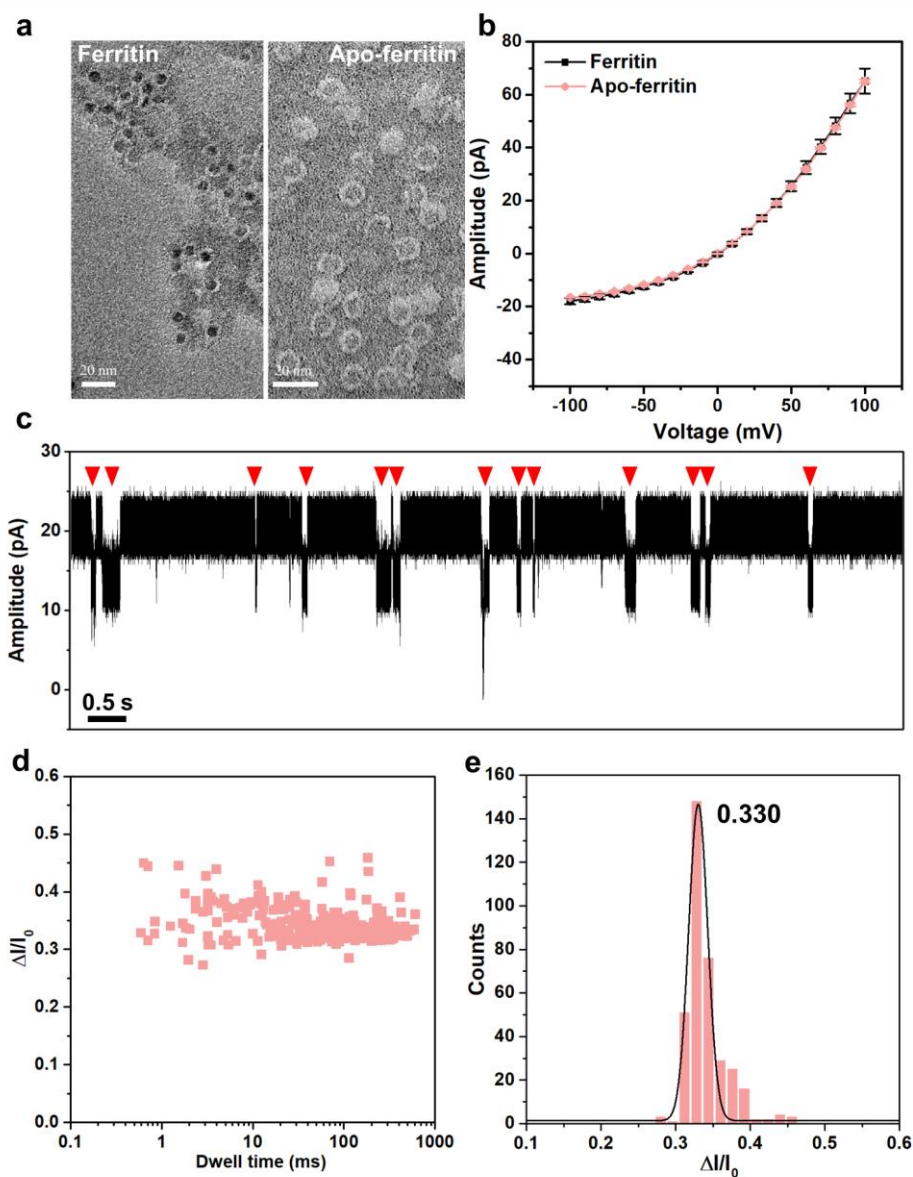 a
Ferritin
Apo-ferritin
20 nm
20 nm
b
Ferritin
Apo-ferritin
Amplitude (pA)
80
60
40
20
0
-20
-40
-100
-50
0
50
100
Voltage (mV)
c
Amplitude (pA)
30
20
10
0
0.5 s
d
ΔI/I0
0.6
0.5
0.4
0.3
0.2
0.1
0.0
0.1
1
10
100
1000
Dwell time (ms)
e
Counts
160
140
120
100
80
60
40
20
0
0.330
0.1
0.2
0.3
0.4
0.5
0.6
ΔI/I0